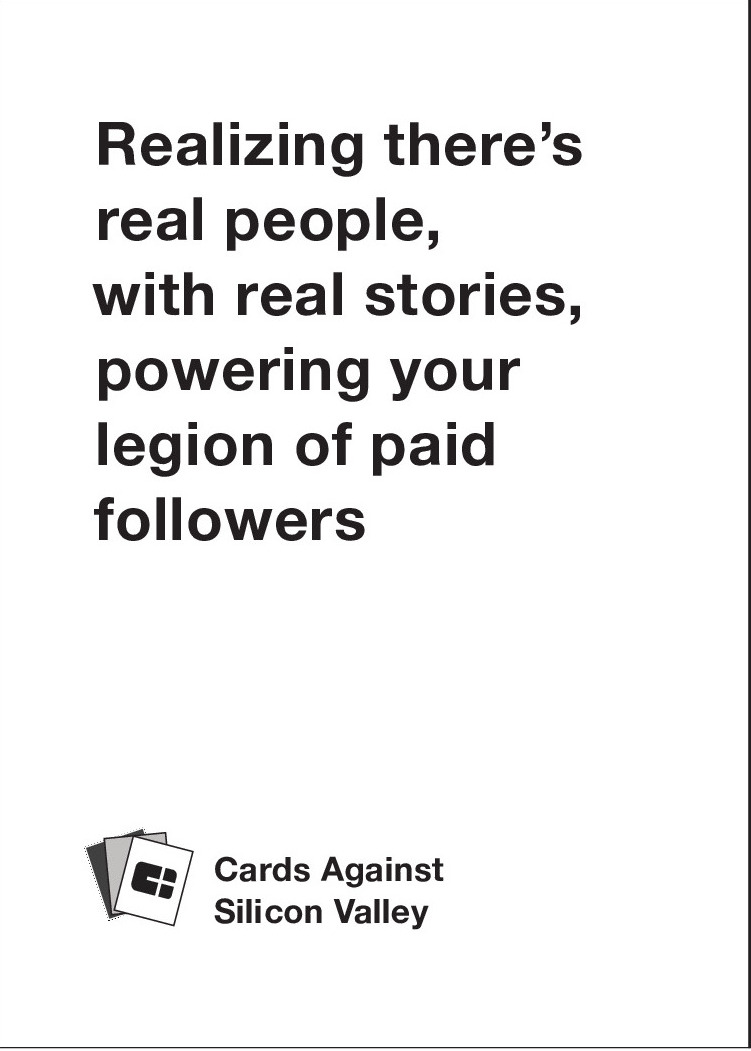 Realizing there’s
real people,
with real stories,
powering your
legion of paid
followers
Cards Against
Silicon Valley